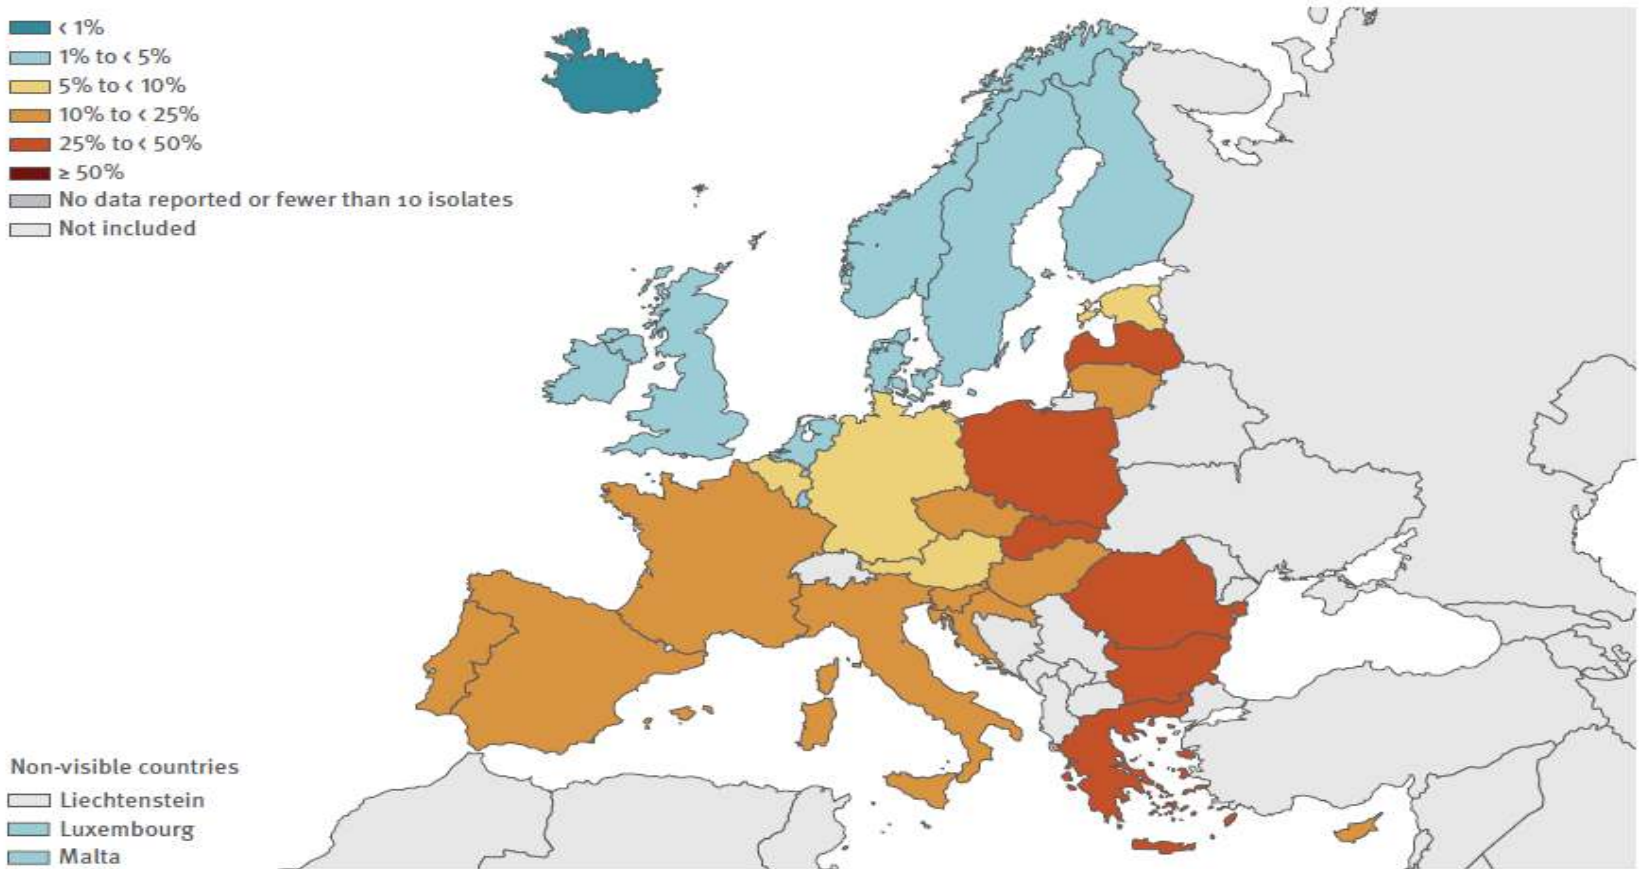 < 1%
1% to < 5%
5% to < 10%
10% to < 25%
25% to < 50%
≥ 50%
No data reported or fewer than 10 isolates
Not included
Non-visible countries
Liechtenstein
Luxembourg
Malta